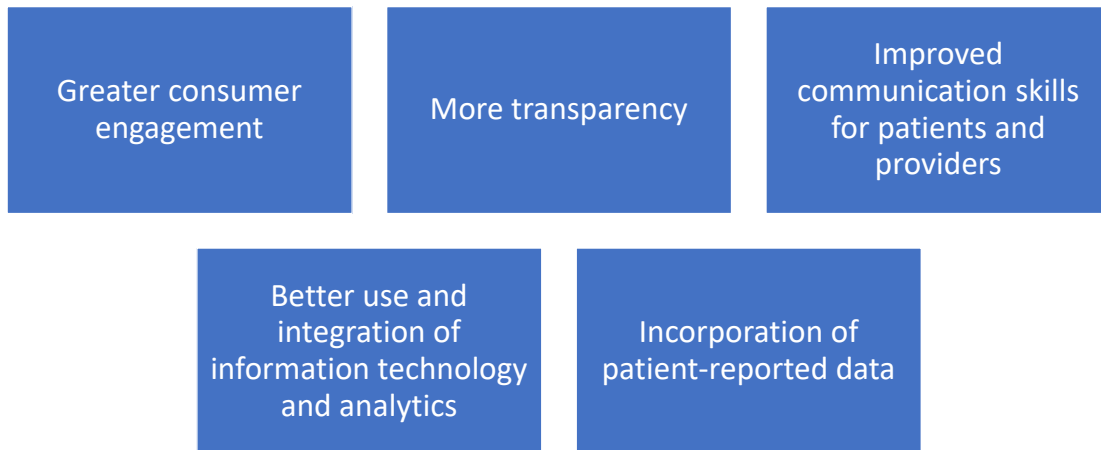 Greater consumer
engagement
More transparency
Improved
communication skills
for patients and
providers
Better use and
integration of
information technology
and analytics
Incorporation of
patient-reported data